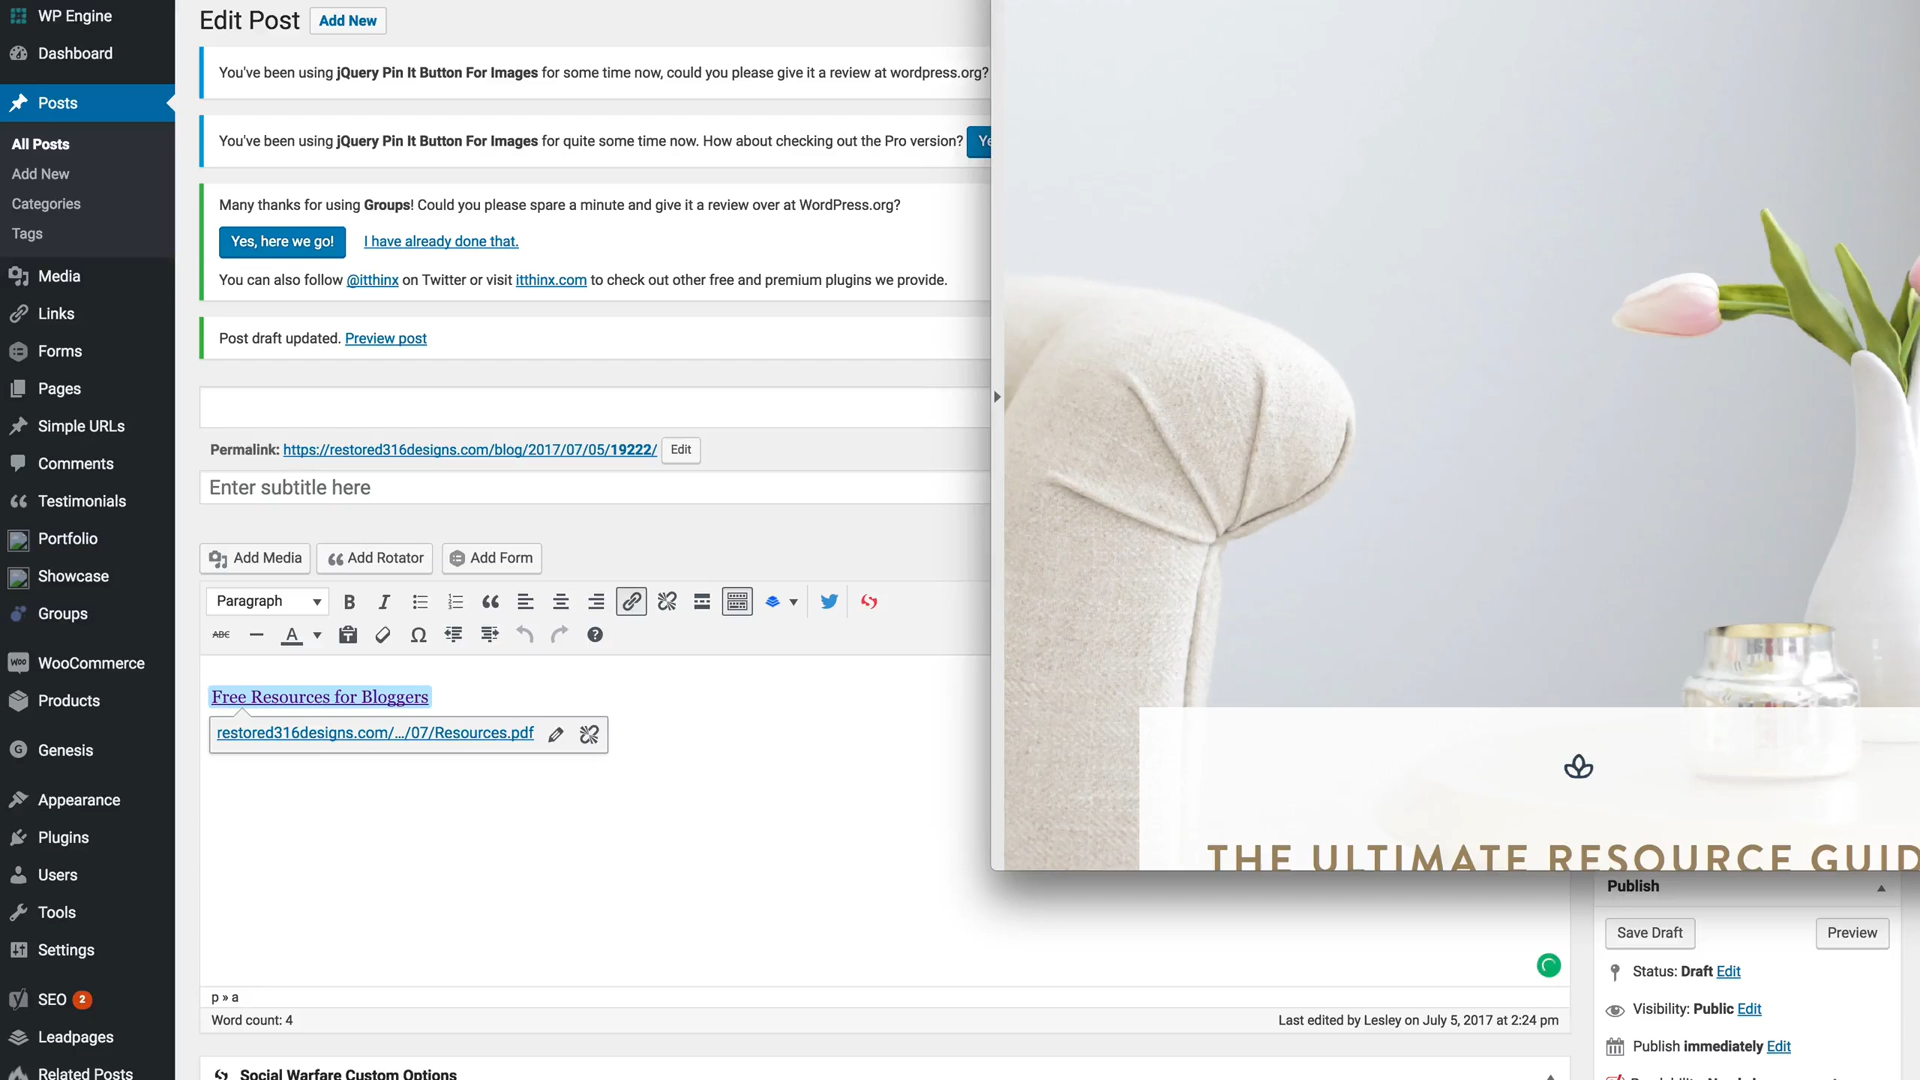 WP Engine
Dashboard
Posts
All Posts
Add New
Categories
Tags
Media
Links
Forms
Pages
Simple URLs
Comments
Testimonials
Portfolio
Showcase
Groups
WOO WooCommerce
Products
Genesis
Appearance
Plugins
Users
Tools
Settings
SEO 2
Leadpages
Related Posts
Edit Post Add New
You've been using jQuery Pin It Button For Images for some time now, could you please give it a review at wordpress.org?
You've been using jQuery Pin It Button For Images for quite some time now. How about checking out the Pro version? Ye
Many thanks for using Groups! Could you please spare a minute and give it a review over at WordPress.org?
Yes, here we go! I have already done that.
You can also follow @itthinx on Twitter or visit itthinx.com to check out other free and premium plugins we provide.
Post draft updated. Preview post
Permalink: https://restored316designs.com/blog/2017/07/05/19222/ Edit
Enter subtitle here
Add Media Add Rotator Add Form
Paragraph B I
ABC A Ω
Free Resources for Bloggers
restored316designs.com/.../07/Resources.pdf
p » a
Word count: 4 Last edited by Lesley on July 5, 2017 at 2:24 pm
Social Warfare Custom Options
THE ULTIMATE RESOURCE GUID
Publish
Save Draft Preview
Status: Draft Edit
Visibility: Public Edit
Publish immediately Edit